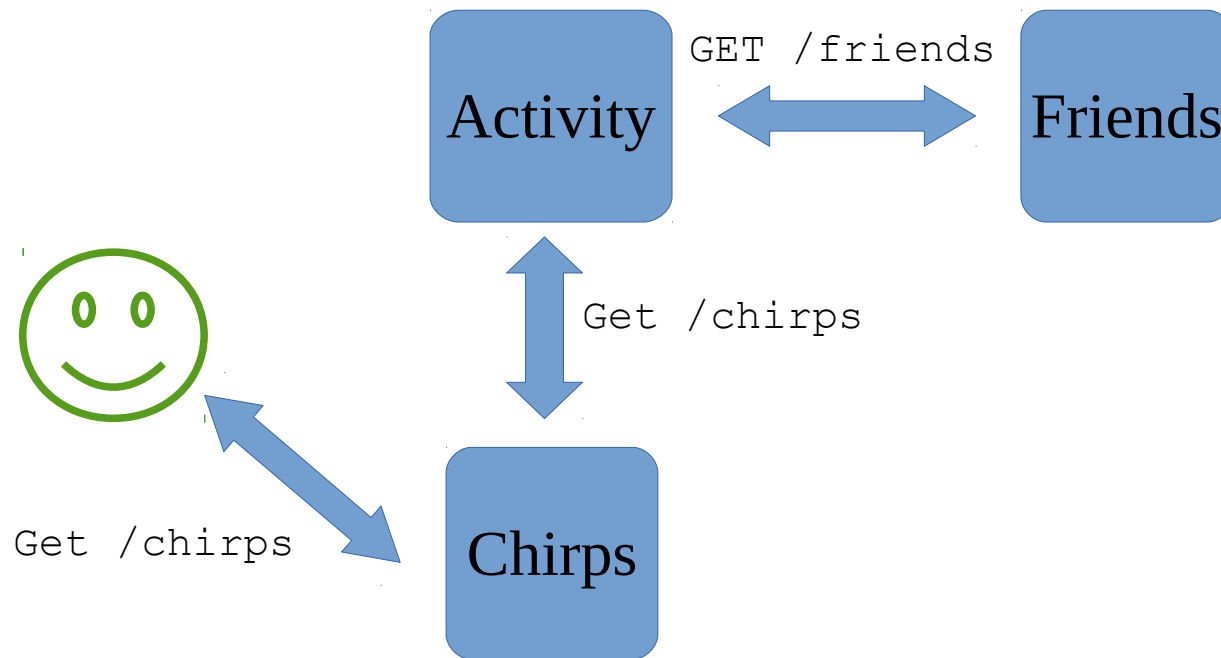 GET /friends
Activity
Friends
Get /chirps
Get /chirps
Chirps